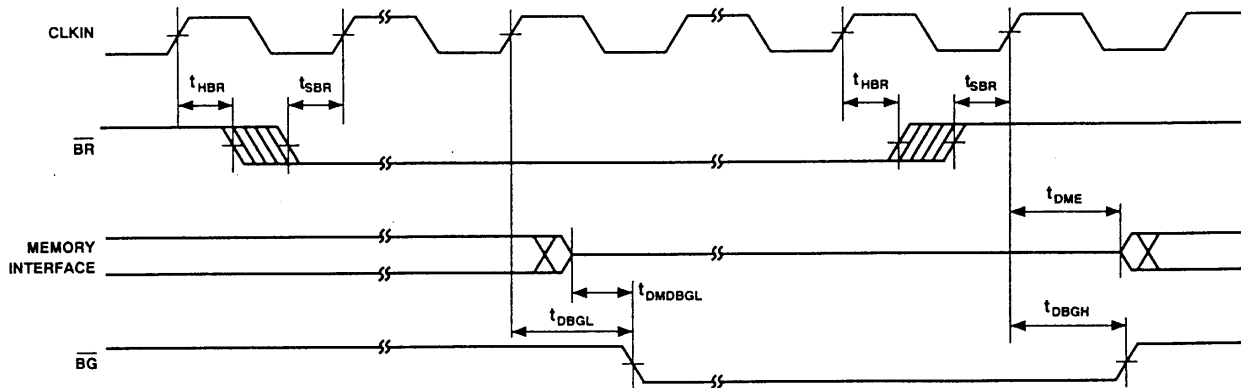 CLKIN
tHBR
tSBR
tHBR
tSBR
BR
tDME
MEMORY
INTERFACE
tDMDBGL
tDBGL
tDBGH
BG